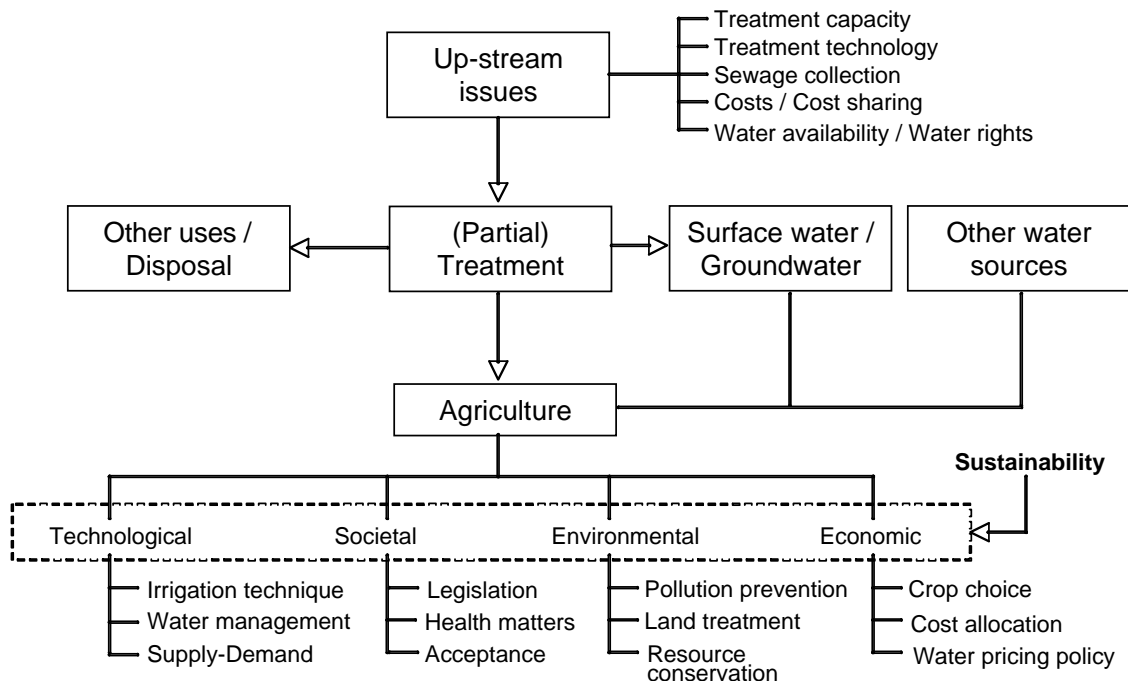 Up-stream
issues
Treatment capacity
Treatment technology
Sewage collection
Costs / Cost sharing
Water availability / Water rights
Other uses /
Disposal
(Partial)
Treatment
Surface water /
Groundwater
Other water
sources
Agriculture
Sustainability
Technological
Societal
Environmental
Economic
Irrigation technique
Water management
Supply-Demand
Legislation
Health matters
Acceptance
Pollution prevention
Land treatment
Resource
conservation
Crop choice
Cost allocation
Water pricing policy